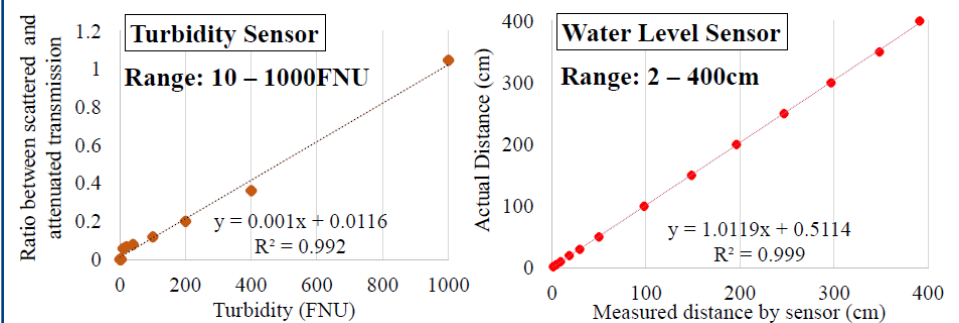 Turbidity Sensor
Range: 10 – 1000FNU
Ratio between scattered and
attenuated transmission
1.2
1
0.8
0.6
0.4
0.2
0
y = 0.001x + 0.0116
R² = 0.992
0 200 400 600 800 1000
Turbidity (FNU)
Water Level Sensor
Range: 2 – 400cm
Actual Distance (cm)
400
300
200
100
0
y = 1.0119x + 0.5114
R² = 0.999
0 100 200 300 400
Measured distance by sensor (cm)